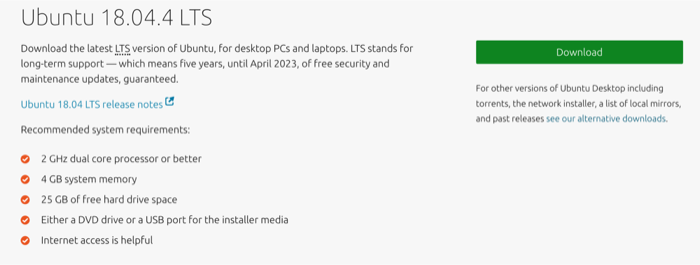 Ubuntu 18.04.4 LTS
Download the latest LTS version of Ubuntu, for desktop PCs and laptops. LTS stands for
long-term support — which means five years, until April 2023, of free security and
maintenance updates, guaranteed.
Ubuntu 18.04 LTS release notes
Recommended system requirements:
2 GHz dual core processor or better
4 GB system memory
25 GB of free hard drive space
Either a DVD drive or a USB port for the installer media
Internet access is helpful
Download
For other versions of Ubuntu Desktop including
torrents, the network installer, a list of local mirrors,
and past releases see our alternative downloads.